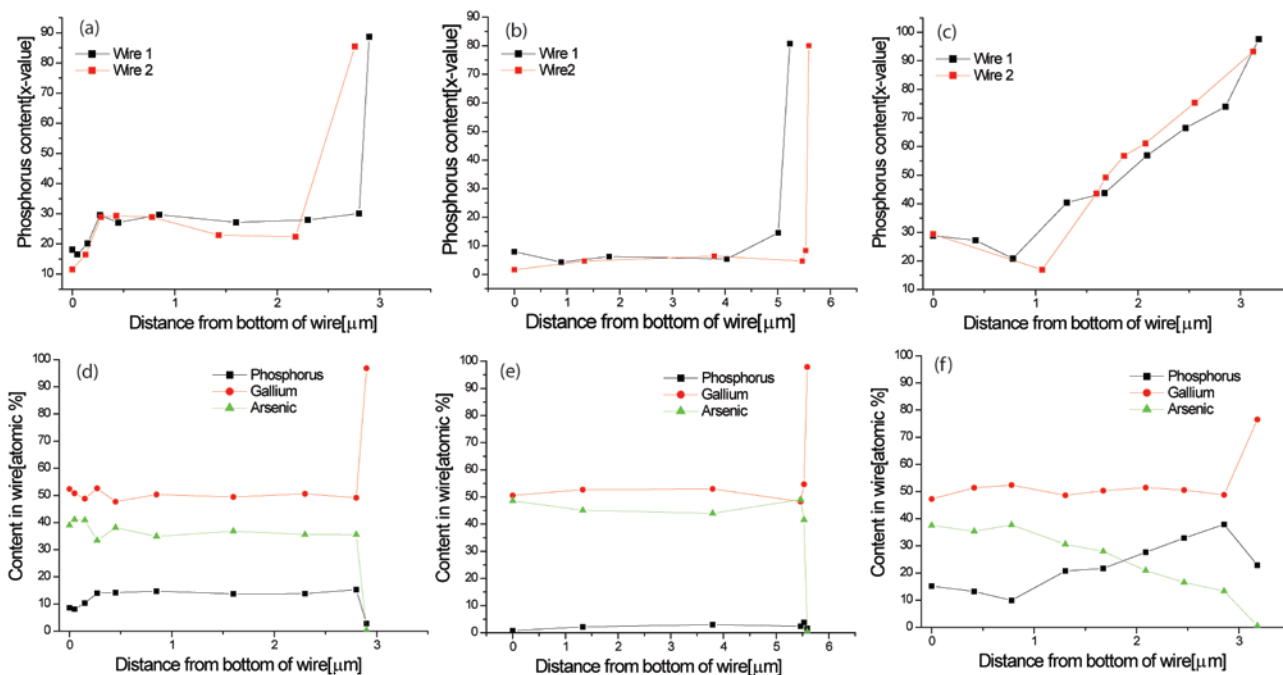 (a)
Wire 1
Wire 2
Phosphorus content[x-value]
90
80
70
60
50
40
30
20
10
0
1
2
3
Distance from bottom of wire[μm]
(b)
Wire 1
Wire2
Phosphorus content[x-value]
90
80
70
60
50
40
30
20
10
0
0
1
2
3
4
5
6
Distance from bottom of wire[μm]
(c)
Wire 1
Wire 2
Phosphorus content[x-value]
100
90
80
70
60
50
40
30
20
10
0
1
2
3
Distance from bottom of wire[μm]
(d)
Phosphorus
Gallium
Arsenic
Content in wire[atomic %]
100
90
80
70
60
50
40
30
20
10
0
0
1
2
3
Distance from bottom of wire[μm]
(e)
Phosphorus
Gallium
Arsenic
Content in wire[atomic %]
100
90
80
70
60
50
40
30
20
10
0
0
1
2
3
4
5
6
Distance from bottom of wire[μm]
(f)
Phosphorus
Gallium
Arsenic
Content in wire[atomic %]
100
90
80
70
60
50
40
30
20
10
0
0
1
2
3
Distance from bottom of wire[μm]